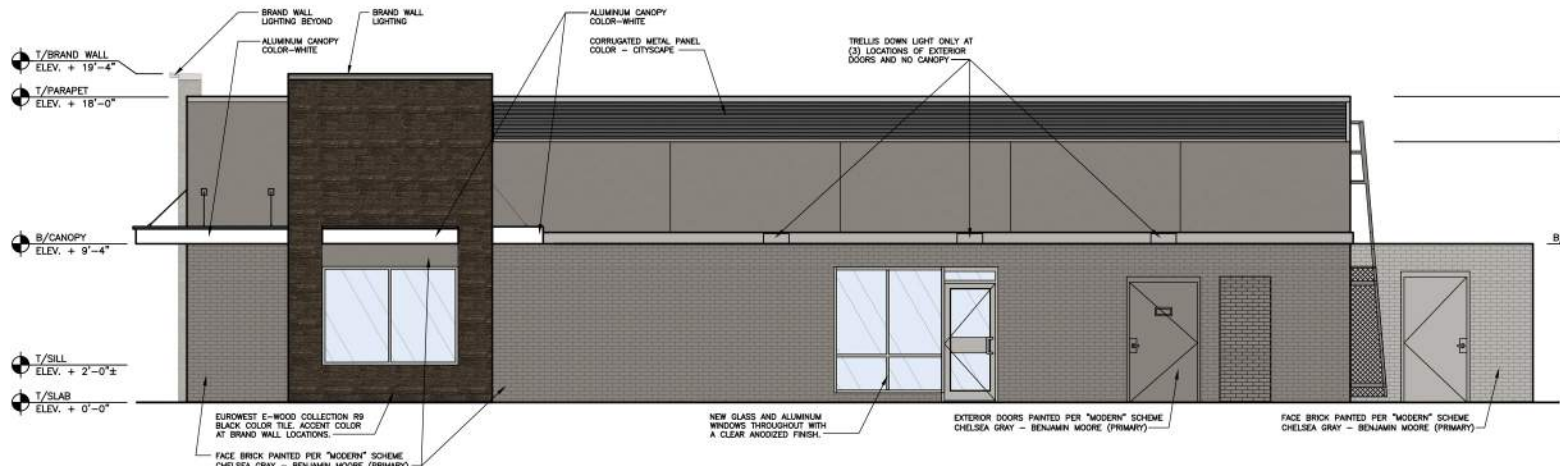 BRAND WALL
LIGHTING BEYOND
BRAND WALL
LIGHTING
ALUMINUM CANOPY
COLOR-WHITE
ALUMINUM CANOPY
COLOR-WHITE
CORRUGATED METAL PANEL
COLOR - CITYSCAPE
TRELLIS DOWN LIGHT ONLY AT
(3) LOCATIONS OF EXTERIOR
DOORS AND NO CANOPY
T/BRAND WALL
ELEV. + 19'-4"
T/PARAPET
ELEV. + 18'-0"
B/CANOPY
ELEV. + 9'-4"
B
T/SILL
ELEV. + 2'-0"±
T/SLAB
ELEV. + 0'-0"
EUROWEST E-WOOD COLLECTION R9
BLACK COLOR TILE. ACCENT COLOR
AT BRAND WALL LOCATIONS.
NEW GLASS AND ALUMINUM
WINDOWS THROUGHOUT WITH
A CLEAR ANODIZED FINISH.
EXTERIOR DOORS PAINTED PER "MODERN" SCHEME
CHELSEA GRAY - BENJAMIN MOORE (PRIMARY)
FACE BRICK PAINTED PER "MODERN" SCHEME
CHELSEA GRAY - BENJAMIN MOORE (PRIMARY)
FACE BRICK PAINTED PER "MODERN" SCHEME
CHELSEA GRAY - BENJAMIN MOORE (PRIMARY)